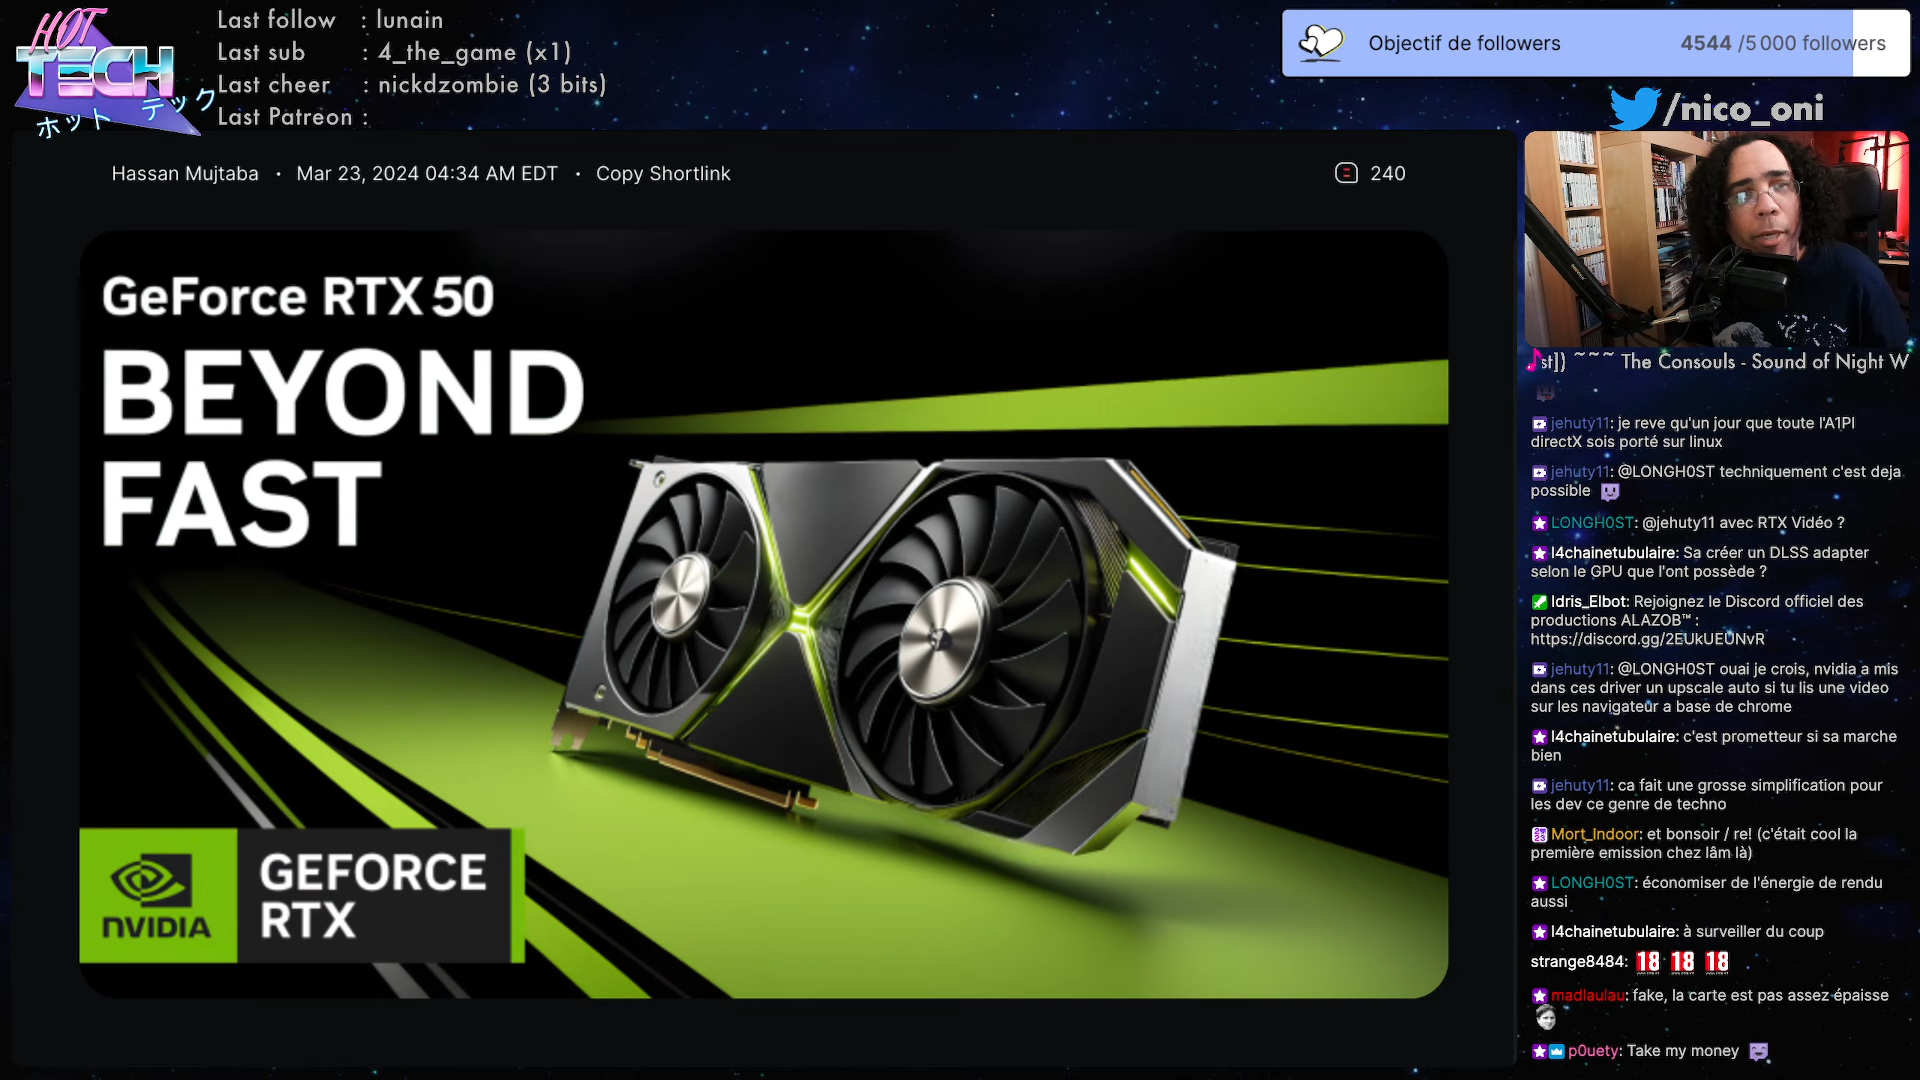 HOT
TECH
ホット テック
Last follow : lunain
Last sub : 4_the_game (x1)
Last cheer : nickdzombie (3 bits)
Last Patreon :
Objectif de followers 4544 /5 000 followers
/nico_oni
Hassan Mujtaba • Mar 23, 2024 04:34 AM EDT • Copy Shortlink
240
GeForce RTX 50
BEYOND
FAST
NVIDIA
GEFORCE
RTX
st]) ~~~ The Consouls - Sound of Night W
jehuty11: je reve qu'un jour que toute l'A1PI
directX sois porté sur linux
jehuty11: @LONGH0ST techniquement c'est deja
possible
LONGH0ST: @jehuty11 avec RTX Vidéo ?
l4chainetubulaire: Sa créer un DLSS adapter
selon le GPU que l'ont possède ?
Idris_Elbot: Rejoignez le Discord officiel des
productions ALAZOB™ :
https://discord.gg/2EUkUEUNvR
jehuty11: @LONGH0ST ouai je crois, nvidia a mis
dans ces driver un upscale auto si tu lis une video
sur les navigateur a base de chrome
l4chainetubulaire: c'est prometteur si sa marche
bien
jehuty11: ca fait une grosse simplification pour
les dev ce genre de techno
Mort_Indoor: et bonsoir / re! (c'était cool la
première emission chez lâm là)
LONGH0ST: économiser de l'énergie de rendu
aussi
l4chainetubulaire: à surveiller du coup
strange8484: 18 18 18
madlaulau: fake, la carte est pas assez épaisse
p0uety: Take my money